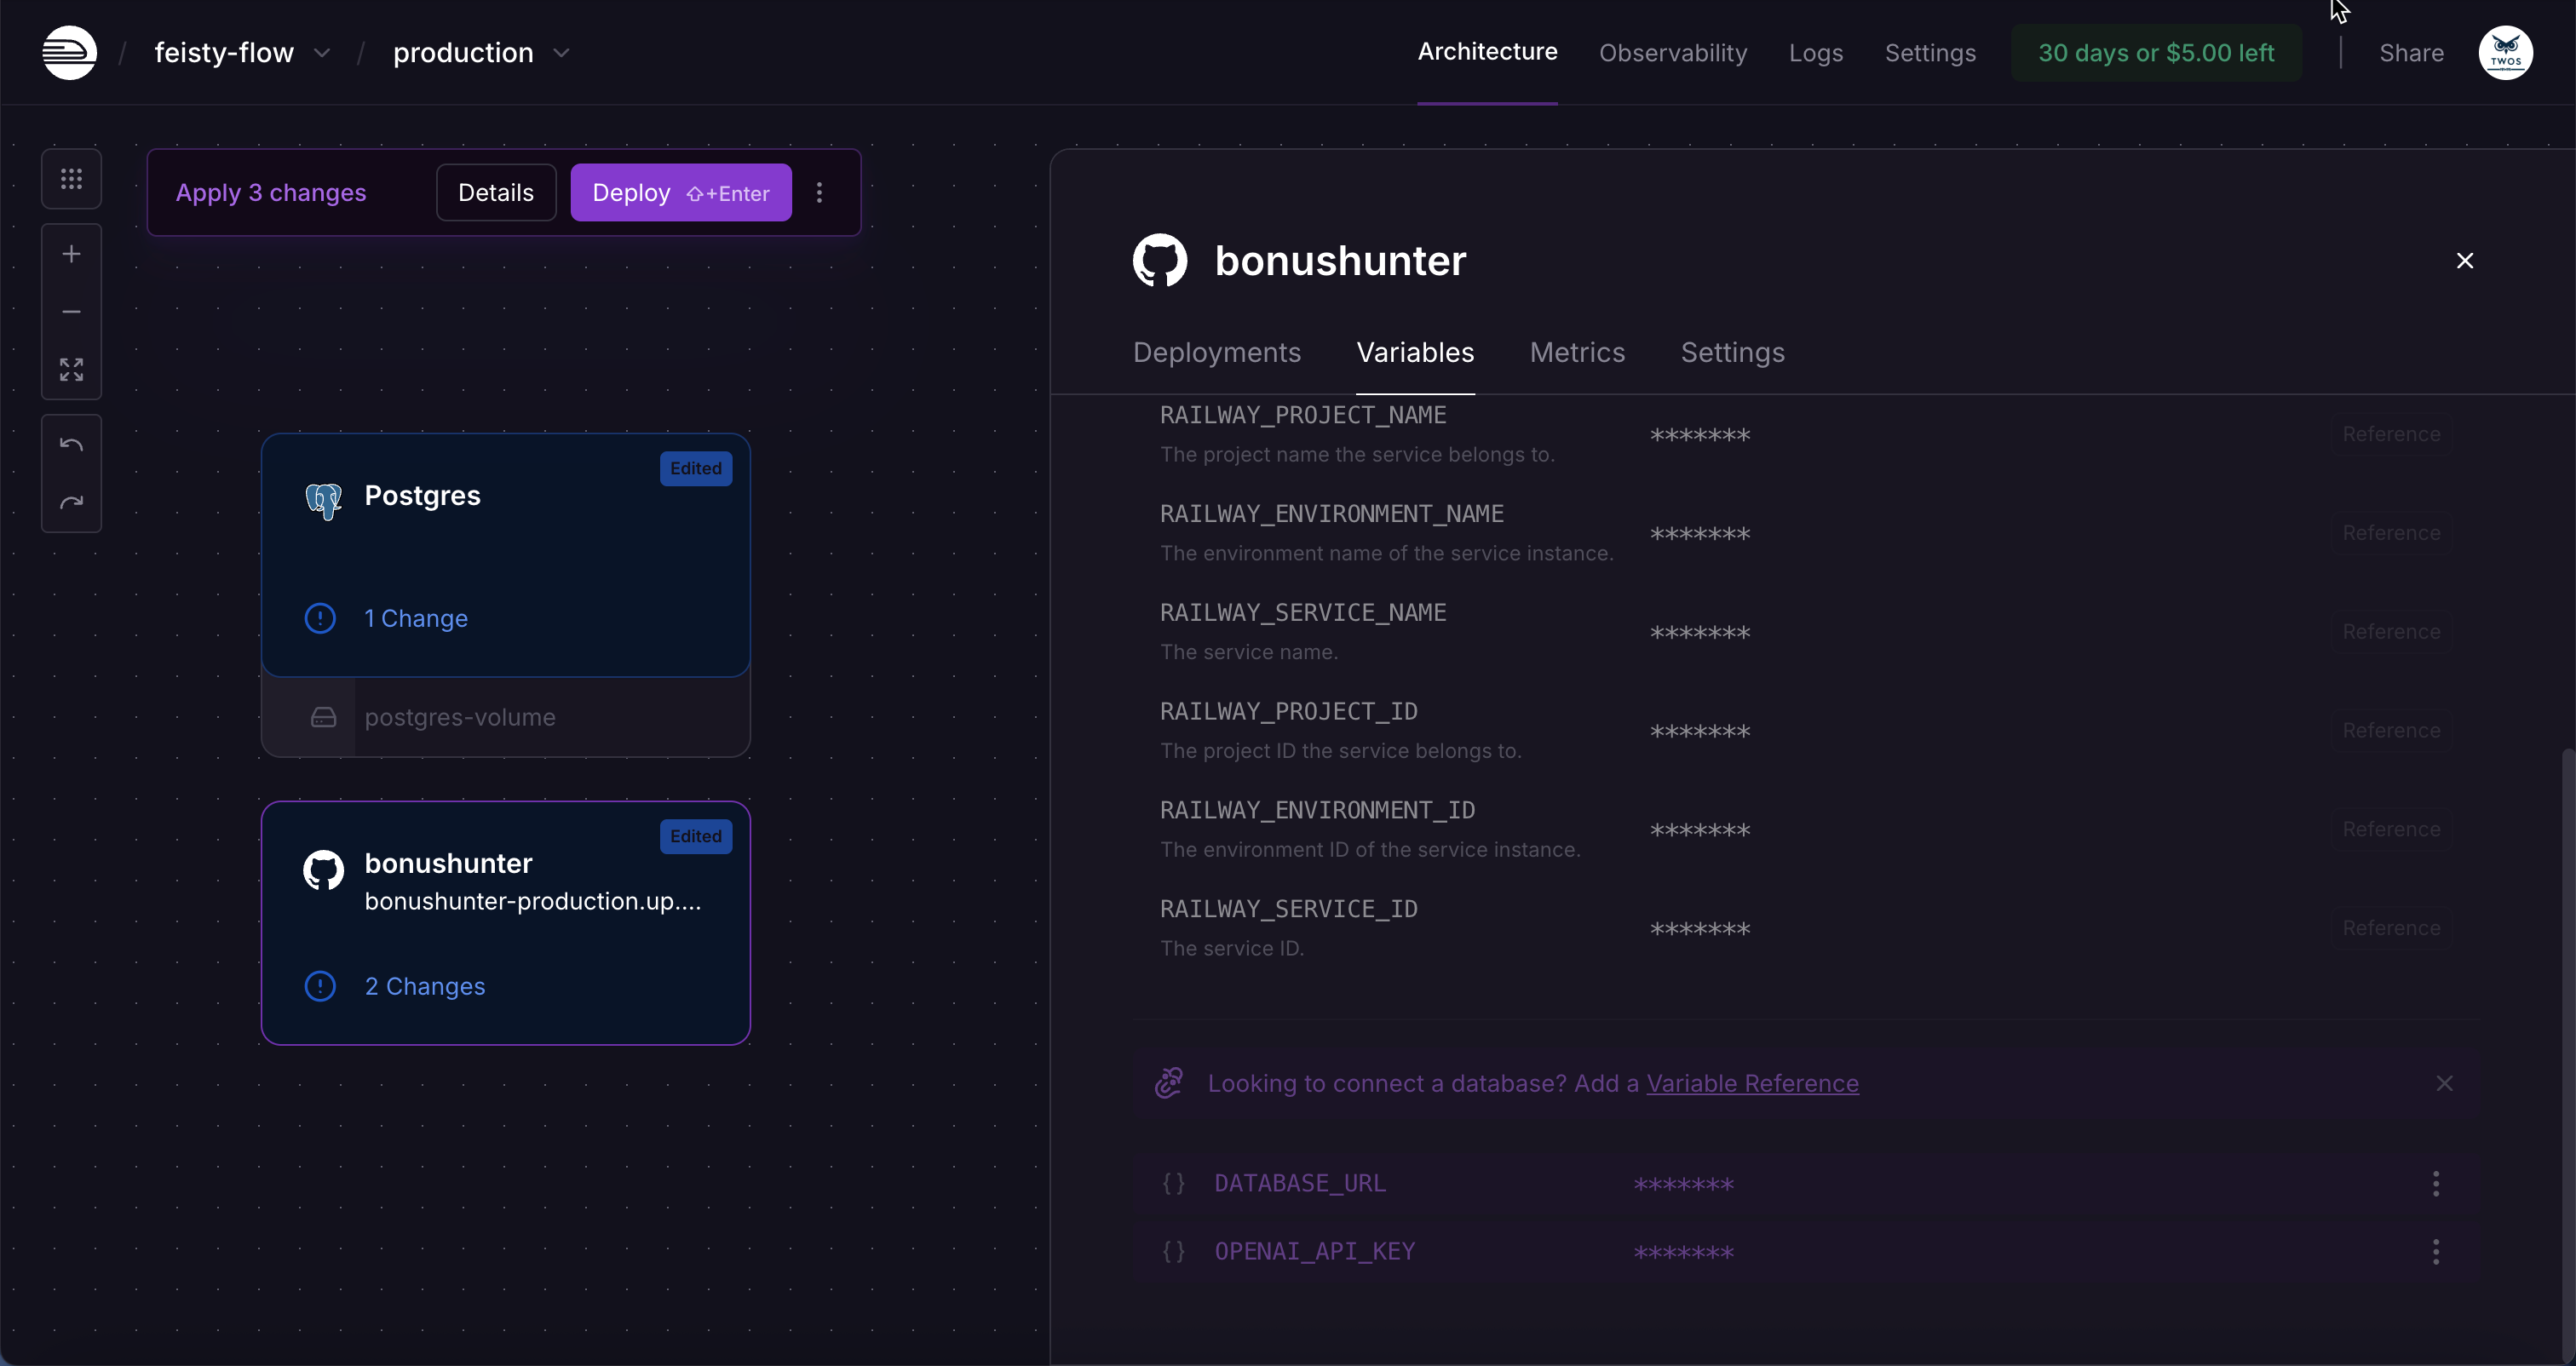 / feisty-flow / production
Architecture Observability Logs Settings 30 days or $5.00 left | Share
TWOS
Apply 3 changes Details Deploy ⇧+Enter
Postgres
Edited
1 Change
postgres-volume
bonushunter
Edited
bonushunter-production.up....
2 Changes
bonushunter
Deployments Variables Metrics Settings
RAILWAY_PROJECT_NAME
The project name the service belongs to.
******* Reference
RAILWAY_ENVIRONMENT_NAME
The environment name of the service instance.
******* Reference
RAILWAY_SERVICE_NAME
The service name.
******* Reference
RAILWAY_PROJECT_ID
The project ID the service belongs to.
******* Reference
RAILWAY_ENVIRONMENT_ID
The environment ID of the service instance.
******* Reference
RAILWAY_SERVICE_ID
The service ID.
******* Reference
Looking to connect a database? Add a Variable Reference
{} DATABASE_URL *******
{} OPENAI_API_KEY *******